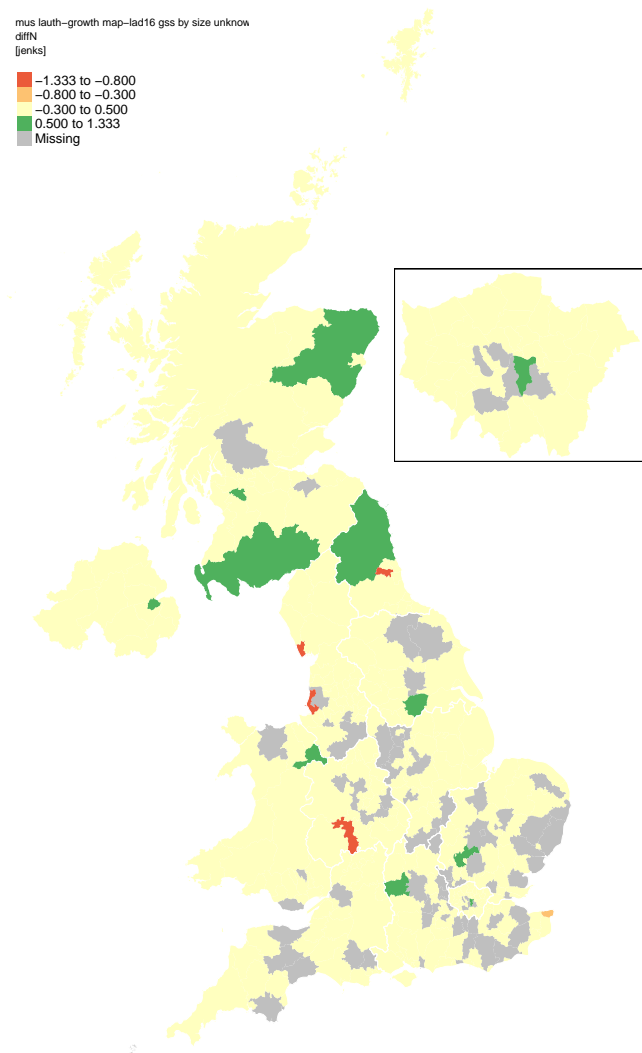 mus lauth−growth map−lad16 gss by size unknow
diffN
[jenks]
−1.333 to −0.800
−0.800 to −0.300
−0.300 to 0.500
0.500 to 1.333
Missing